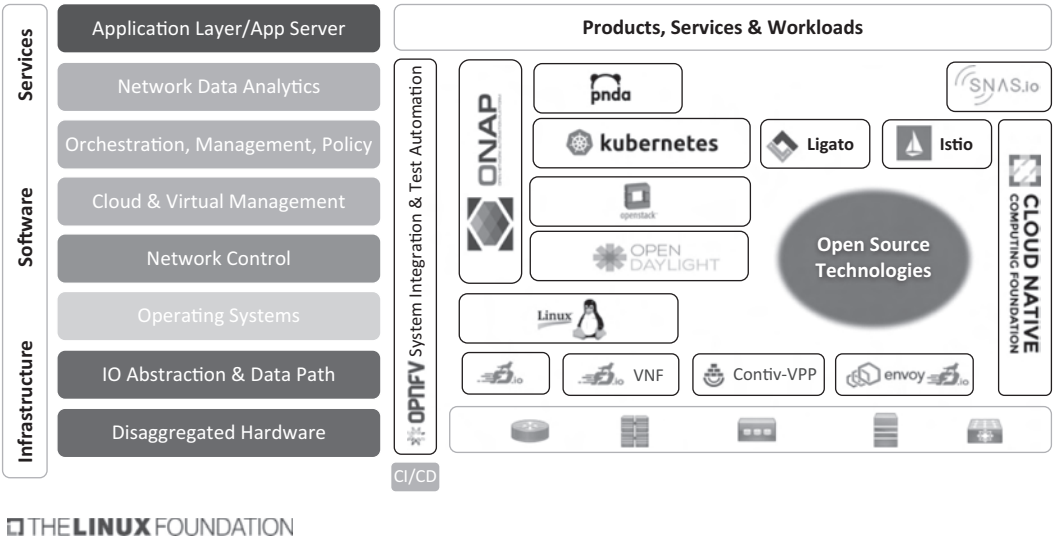 Services
Software
Infrastructure
Application Layer/App Server
Network Data Analytics
Orchestration, Management, Policy
Cloud & Virtual Management
Network Control
Operating Systems
IO Abstraction & Data Path
Disaggregated Hardware
Products, Services & Workloads
OPNFV System Integration & Test Automation
CI/CD
ONAP
pnda
SNAS.io
kubernetes
Ligato
Istio
openstack
OPEN
DAYLIGHT
Open Source
Technologies
CLOUD NATIVE
COMPUTING FOUNDATION
Linux
.io
.io VNF
Contiv-VPP
envoy .io
THE LINUX FOUNDATION